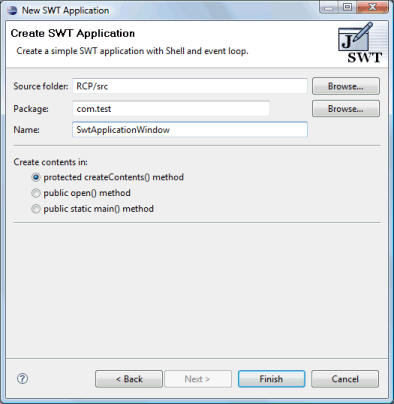 New SWT Application
Create SWT Application
Create a simple SWT application with Shell and event loop.
J
SWT
Source folder: RCP/src Browse...
Package: com.test Browse...
Name: SwtApplicationWindow
Create contents in:
protected createContents() method
public open() method
public static main() method
? < Back Next > Finish Cancel